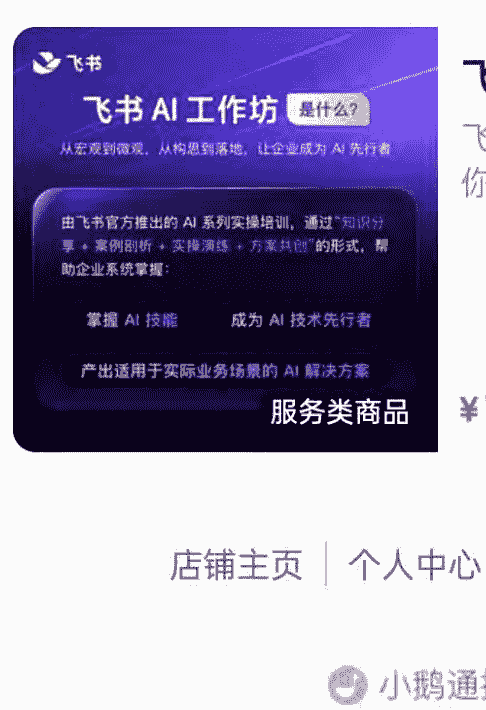 飞书
飞书 AI 工作坊 是什么？
从宏观到微观，从构思到落地，让企业成为 AI 先行者
由飞书官方推出的 AI 系列实操培训，通过“知识分
享 + 案例剖析 + 实操演练 + 方案共创”的形式，帮
助企业系统掌握：
掌握 AI 技能 成为 AI 技术先行者
产出适用于实际业务场景的 AI 解决方案
服务类商品
飞
你
¥
店铺主页 个人中心
小鹅通